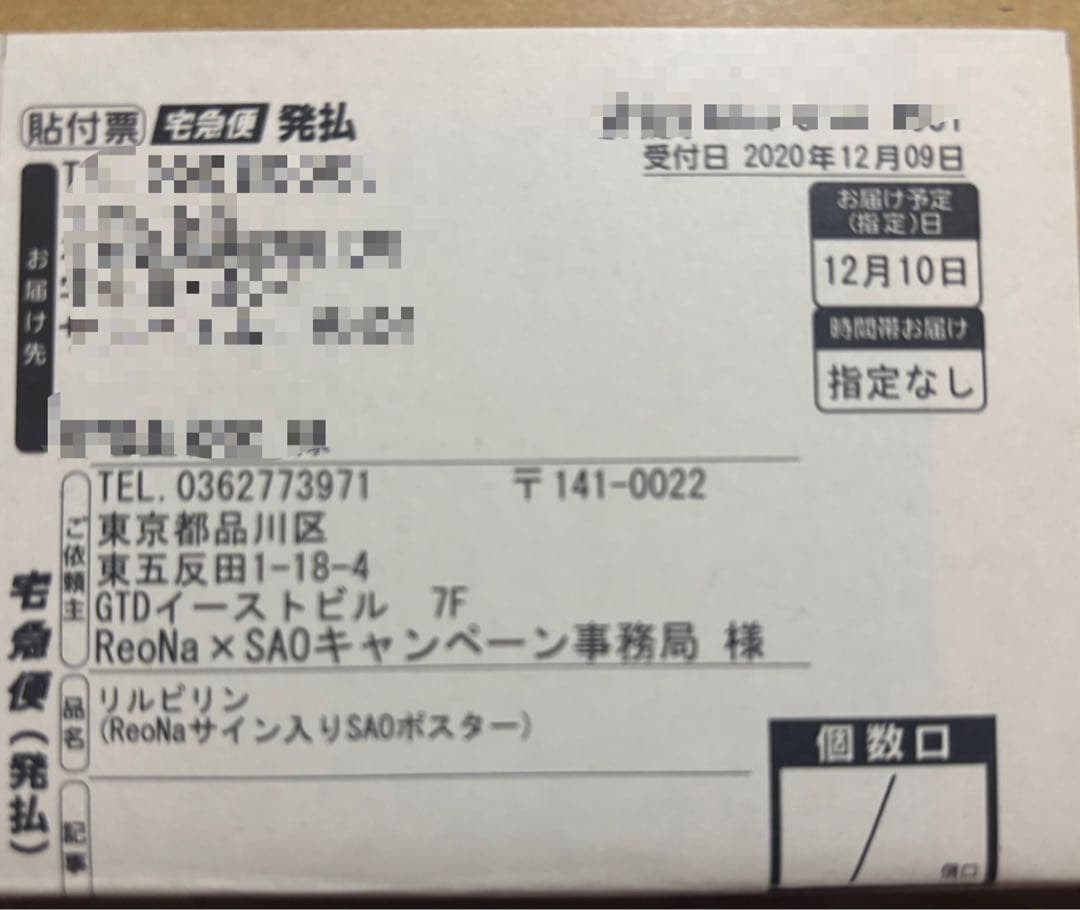 貼付票 宅急便 発払
受付日 2020年12月09日
お届け予定
(指定)日
12月10日
時間帯お届け
指定なし
お届け先
様
ご依頼主
TEL. 0362773971 〒141-0022
東京都品川区
東五反田1-18-4
GTDイーストビル 7F
ReoNa×SAOキャンペーン事務局 様
品名
リルビリン
(ReoNaサイン入りSAOポスター)
記事
宅急便(発払)
個数口
/
個口